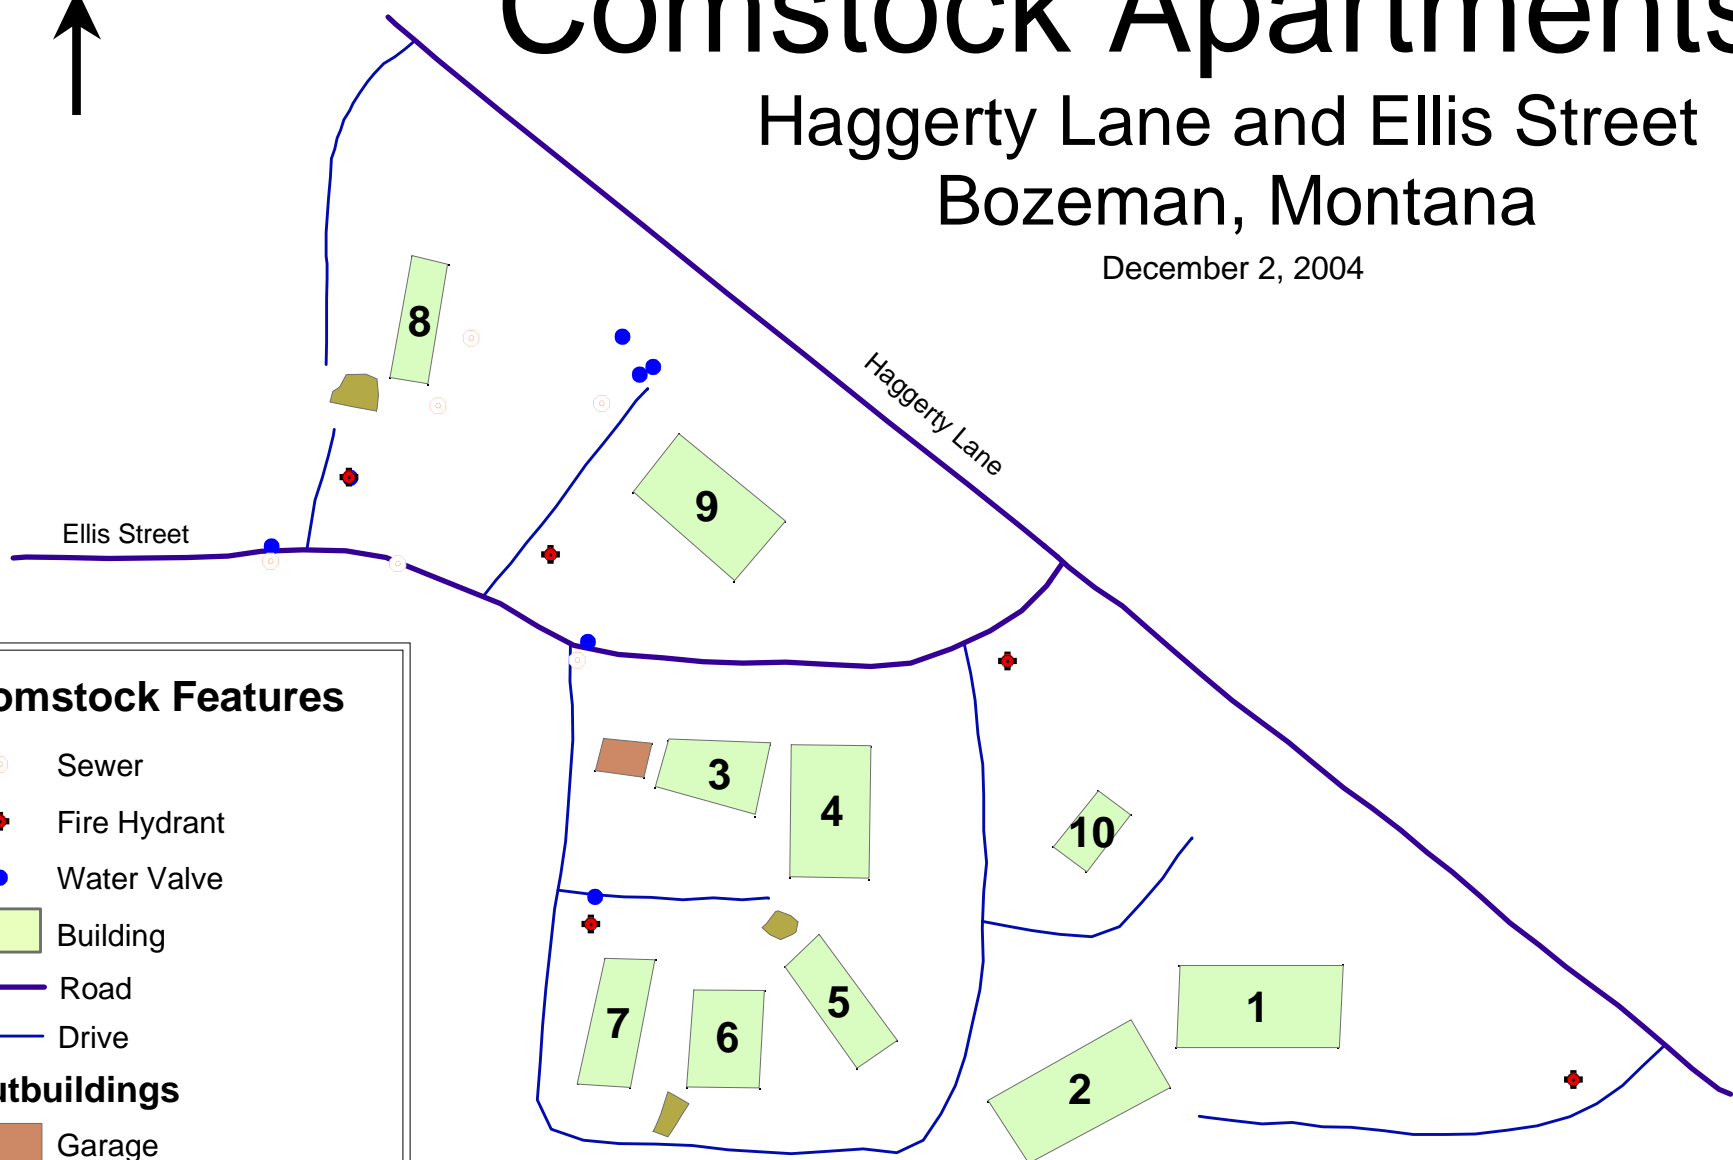 Comstock Apartments
Haggerty Lane and Ellis Street
Bozeman, Montana
December 2, 2004
8
Haggerty Lane
9
Ellis Street
omstock Features
Sewer
Fire Hydrant
Water Valve
Building
Road
Drive
utbuildings
Garage
3
4
10
7
6
5
1
2